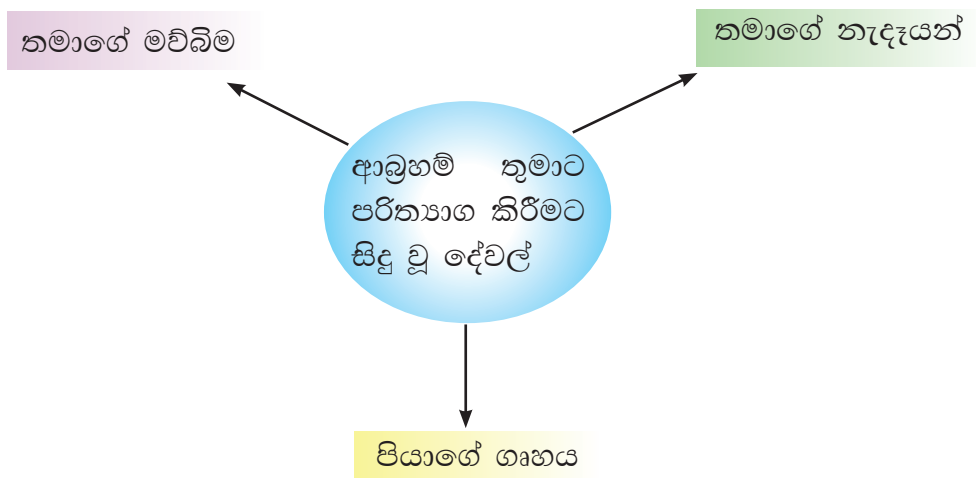 තමාගේ මව්බිම
තමාගේ නැදෑයන්
ආබ්‍රහම් තුමාට
පරිත්‍යාග කිරීමට
සිදු වූ දේවල්
පියාගේ ගෘහය